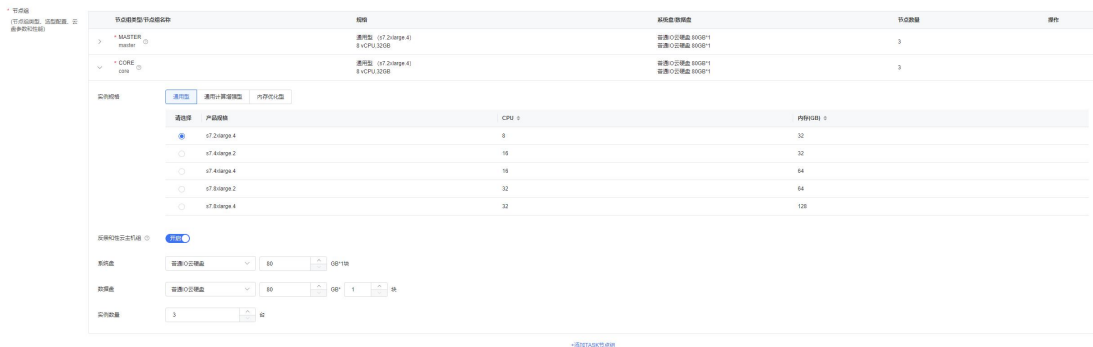 * 节点组
(节点组类型、选型配置、云
盘参数和性能)
节点组类型/节点组名称 规格 系统盘/数据盘 节点数量 操作
* MASTER
master
通用型 (s7.2xlarge.4)
8 vCPU,32GB
普通IO云硬盘 80GB*1
普通IO云硬盘 80GB*1
3
* CORE
core
通用型 (s7.2xlarge.4)
8 vCPU,32GB
普通IO云硬盘 80GB*1
普通IO云硬盘 80GB*1
3
实例规格 通用型 通用计算增强型 内存优化型
请选择 产品规格 CPU 内存(GB)
s7.2xlarge.4 8 32
s7.4xlarge.2 16 32
s7.4xlarge.4 16 64
s7.8xlarge.2 32 64
s7.8xlarge.4 32 128
反亲和性云主机组 开启
系统盘 普通IO云硬盘 80 GB*1块
数据盘 普通IO云硬盘 80 GB* 1 块
实例数量 3 台
+添加TASK节点组